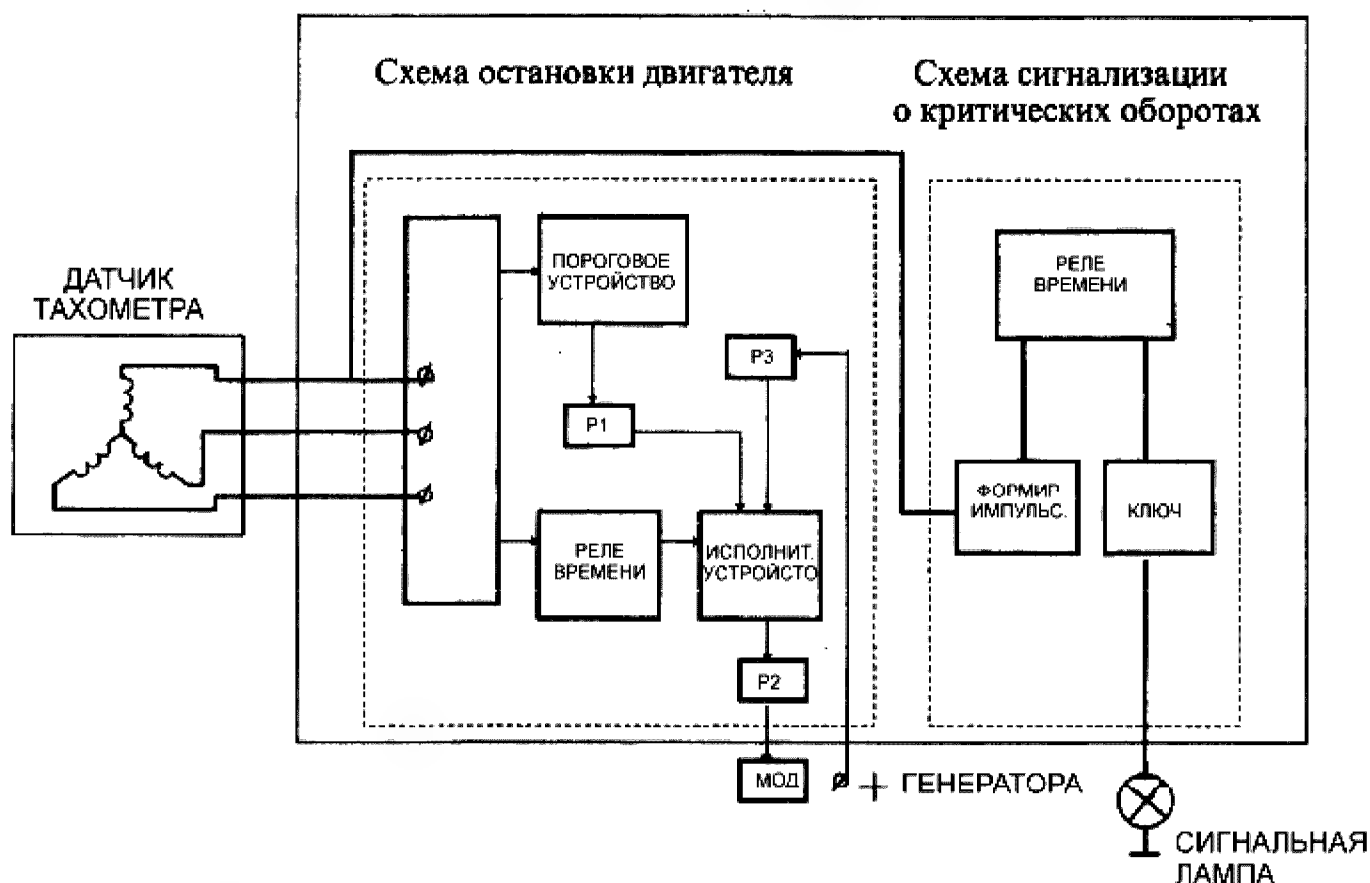 Схема остановки двигателя
Схема сигнализации
о критических оборотах
ДАТЧИК
ТАХОМЕТРА
ПОРОГОВОЕ
УСТРОЙСТВО
Р3
Р1
РЕЛЕ
ВРЕМЕНИ
ИСПОЛНИТ.
УСТРОЙСТО
Р2
МОД
+ ГЕНЕРАТОРА
РЕЛЕ
ВРЕМЕНИ
ФОРМИР
ИМПУЛЬС.
КЛЮЧ
СИГНАЛЬНАЯ
ЛАМПА